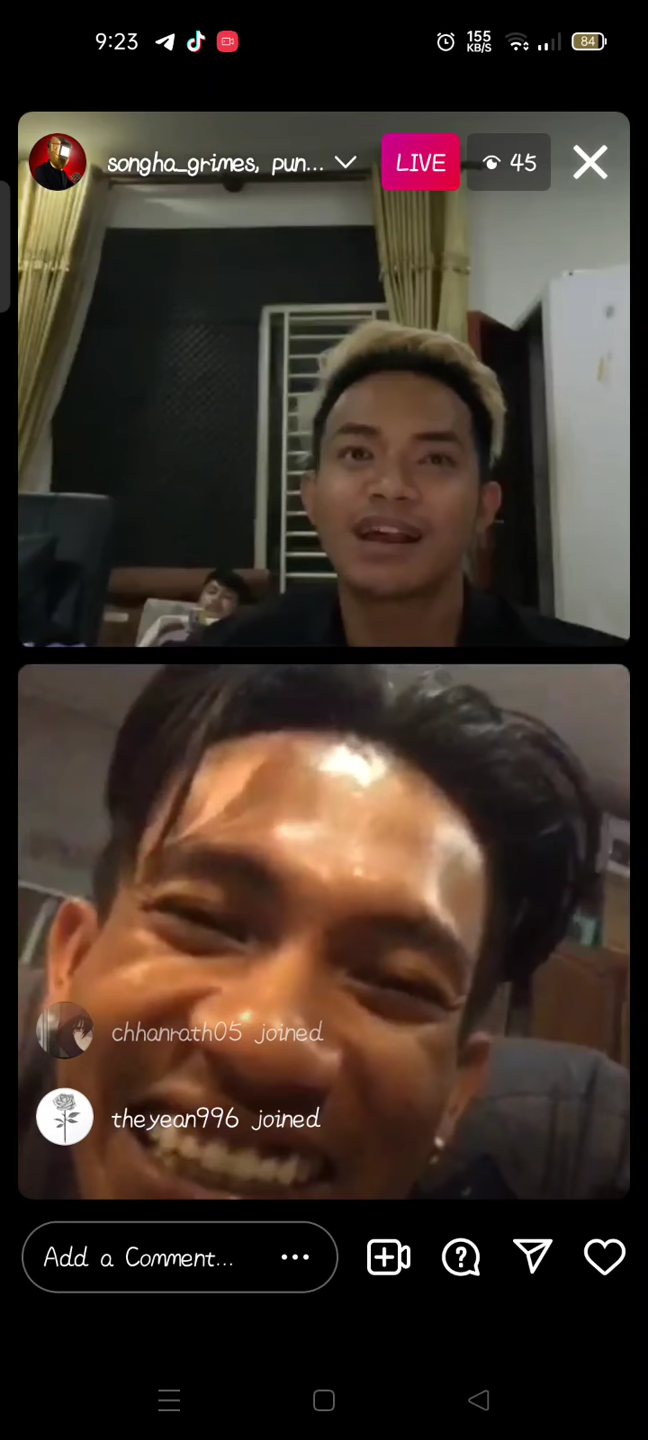 9:23
155
KB/S
84
songha_grimes, pun...
LIVE
45
chhanrath05 joined
theyean996 joined
Add a Comment...